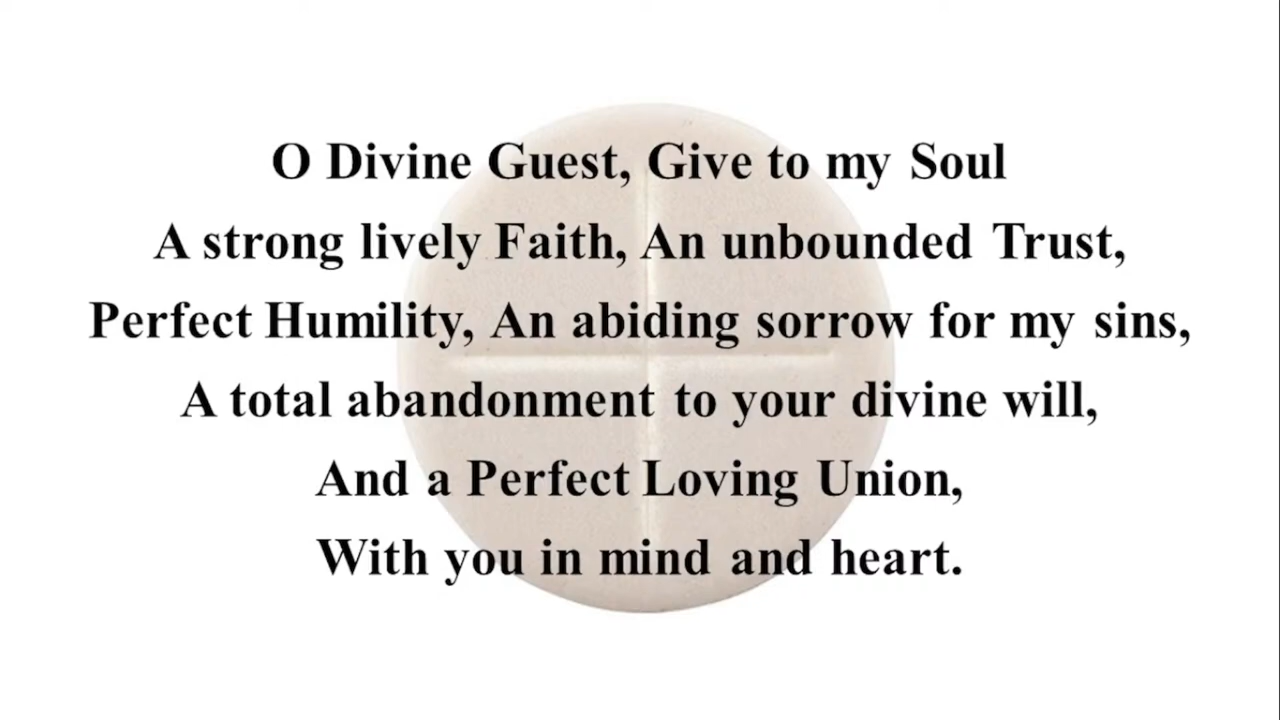 O Divine Guest, Give to my Soul
A strong lively Faith, An unbounded Trust,
Perfect Humility, An abiding sorrow for my sins,
A total abandonment to your divine will,
And a Perfect Loving Union,
With you in mind and heart.